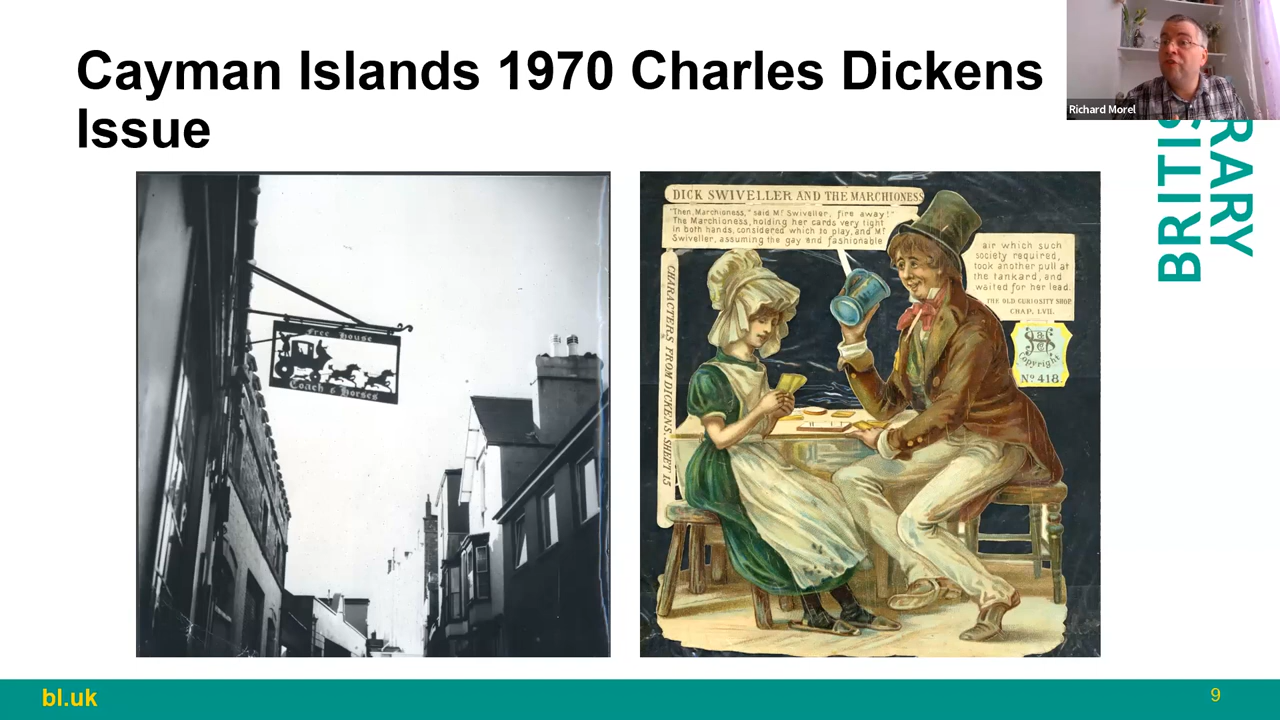 Cayman Islands 1970 Charles Dickens
Issue
Richard Morel
BRITIS
RARY
Free House
Coach & Horses
DICK SWIVELLER AND THE MARCHIONESS
"Then, Marchioness," said Mr Swiveller, fire away!"
The Marchioness, holding her cards very tight
in both hands, considered which to play, and Mr
Swiveller, assuming the gay and fashionable
air which such
society required,
took another pull at
the tankard, and
waited for her lead.
THE OLD CURIOSITY SHOP.
CHAP. LVII.
Copyright
No 418.
CHARACTERS FROM DICKENS. SHEET 15
bl.uk
9